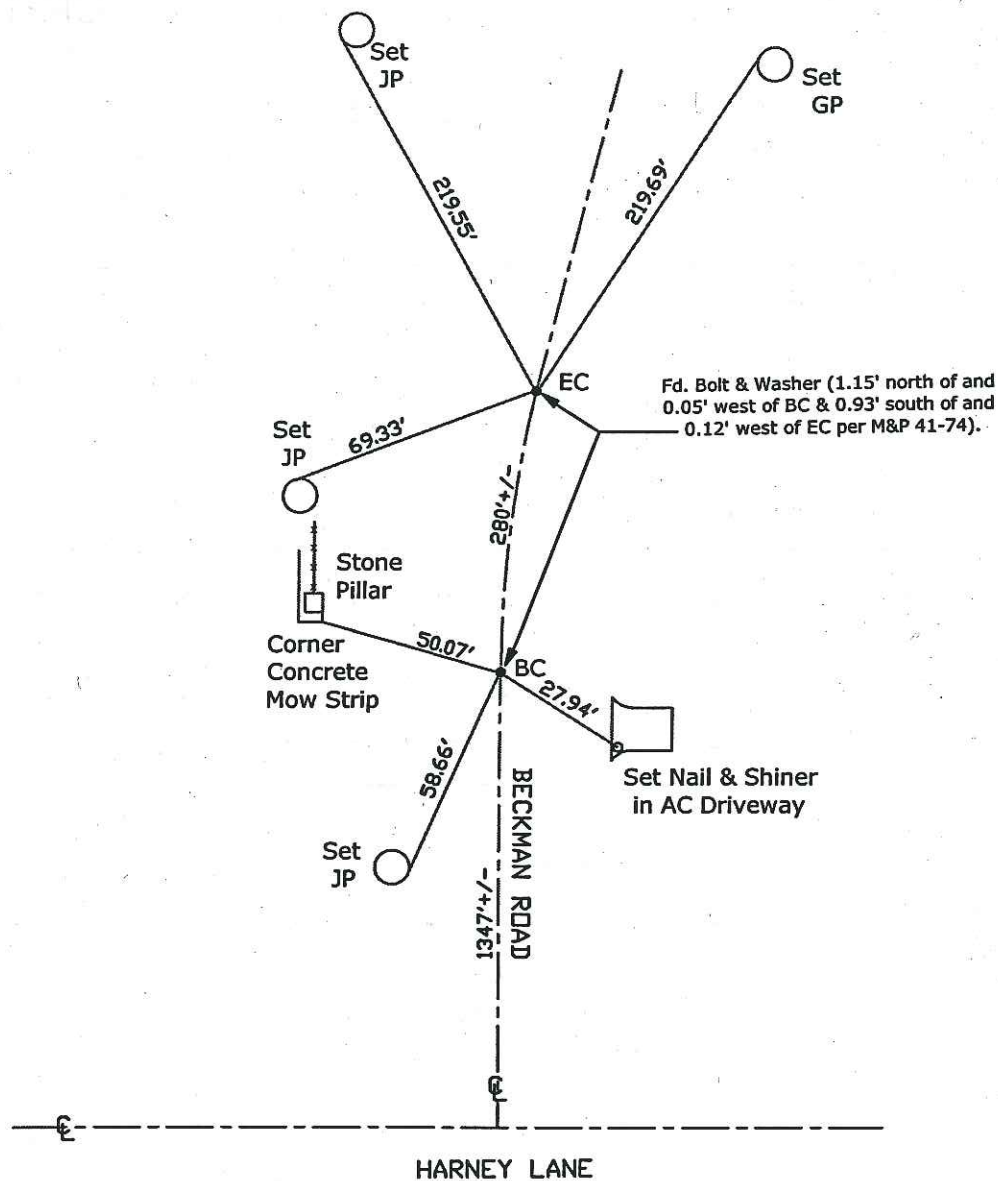 Set
JP
Set
GP
219.55'
219.69'
EC
Fd. Bolt & Washer (1.15' north of and
0.05' west of BC & 0.93' south of and
0.12' west of EC per M&P 41-74).
69.33'
Set
JP
280'+/-
Stone
Pillar
50.07'
Corner
Concrete
Mow Strip
BC
27.94'
58.66'
Set Nail & Shiner
in AC Driveway
BECKMAN ROAD
Set
JP
1347'+/-
℄
℄
HARNEY LANE